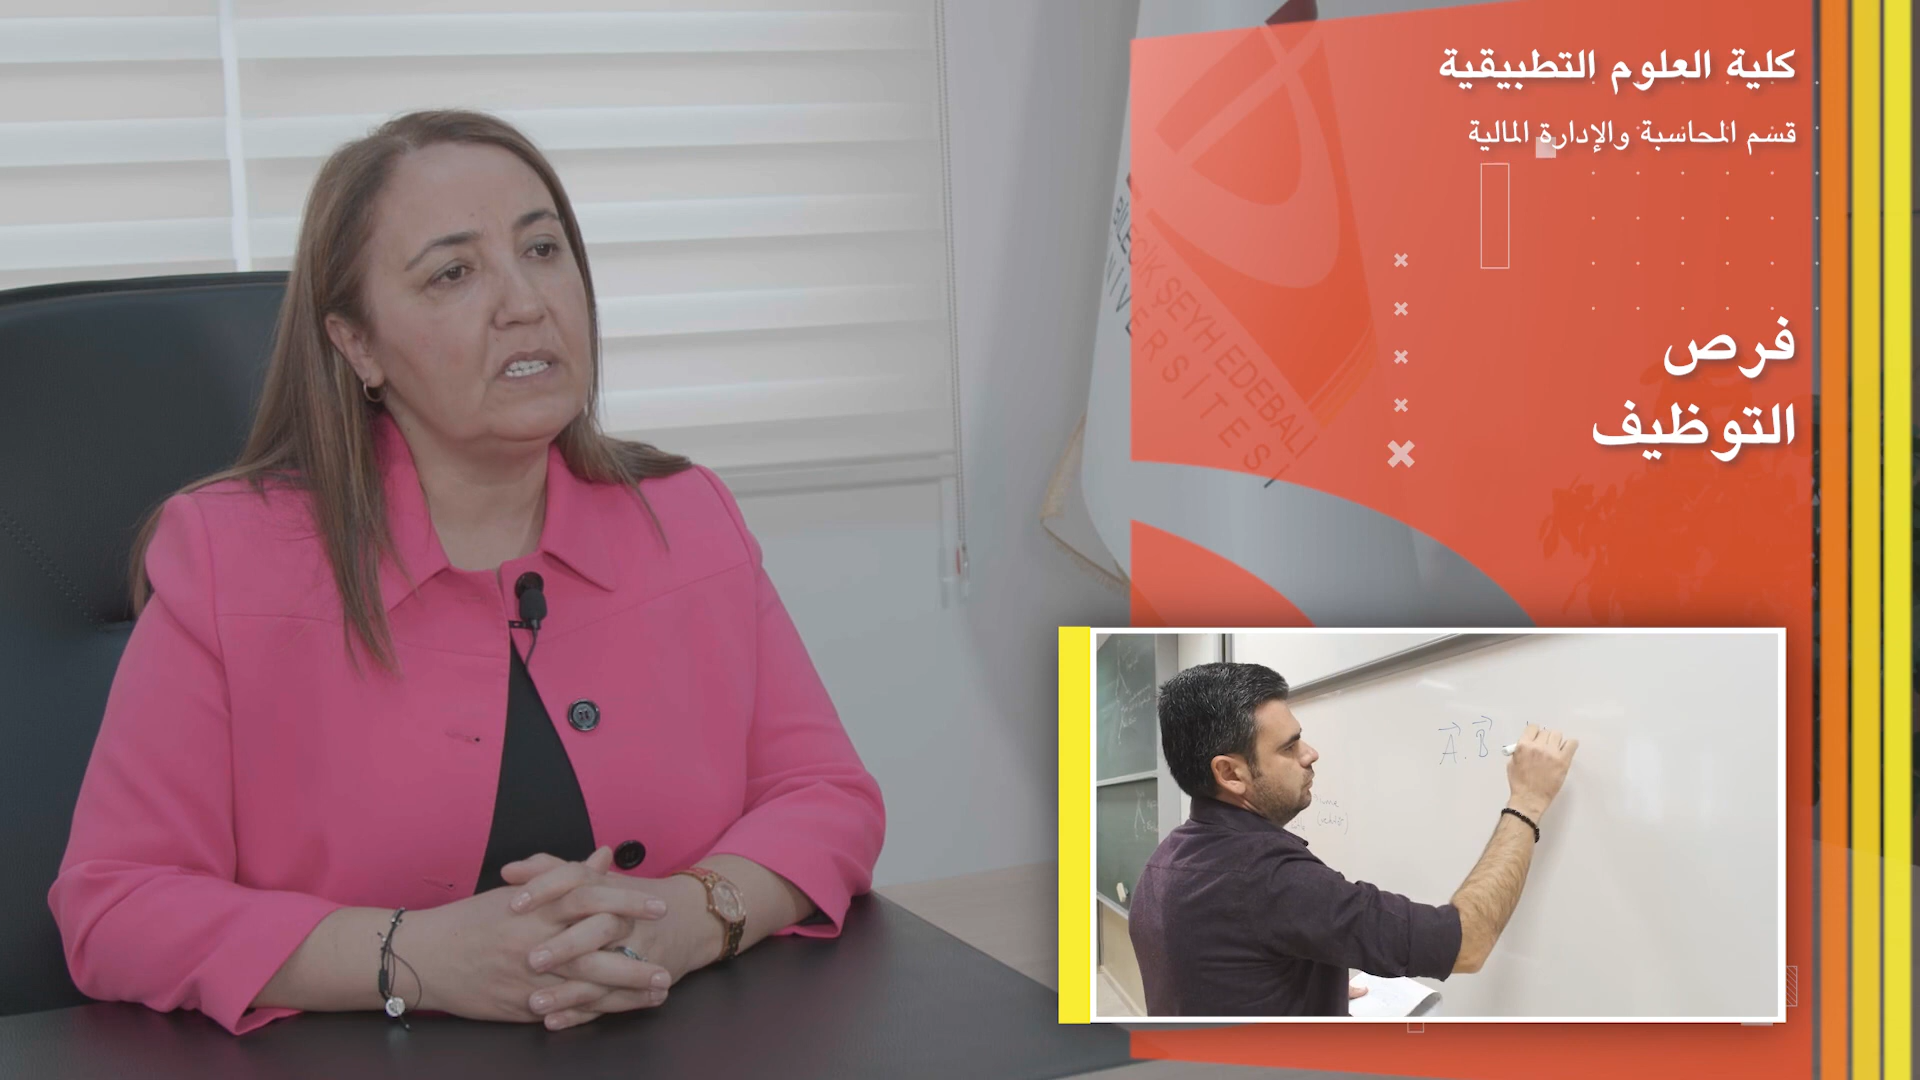 كلية العلوم التطبيقية
قسم المحاسبة والإدارة المالية
فرص
التوظيف
BİLECİK ŞEYH EDEBALİ
ÜNİVERSİTESİ
A . B =